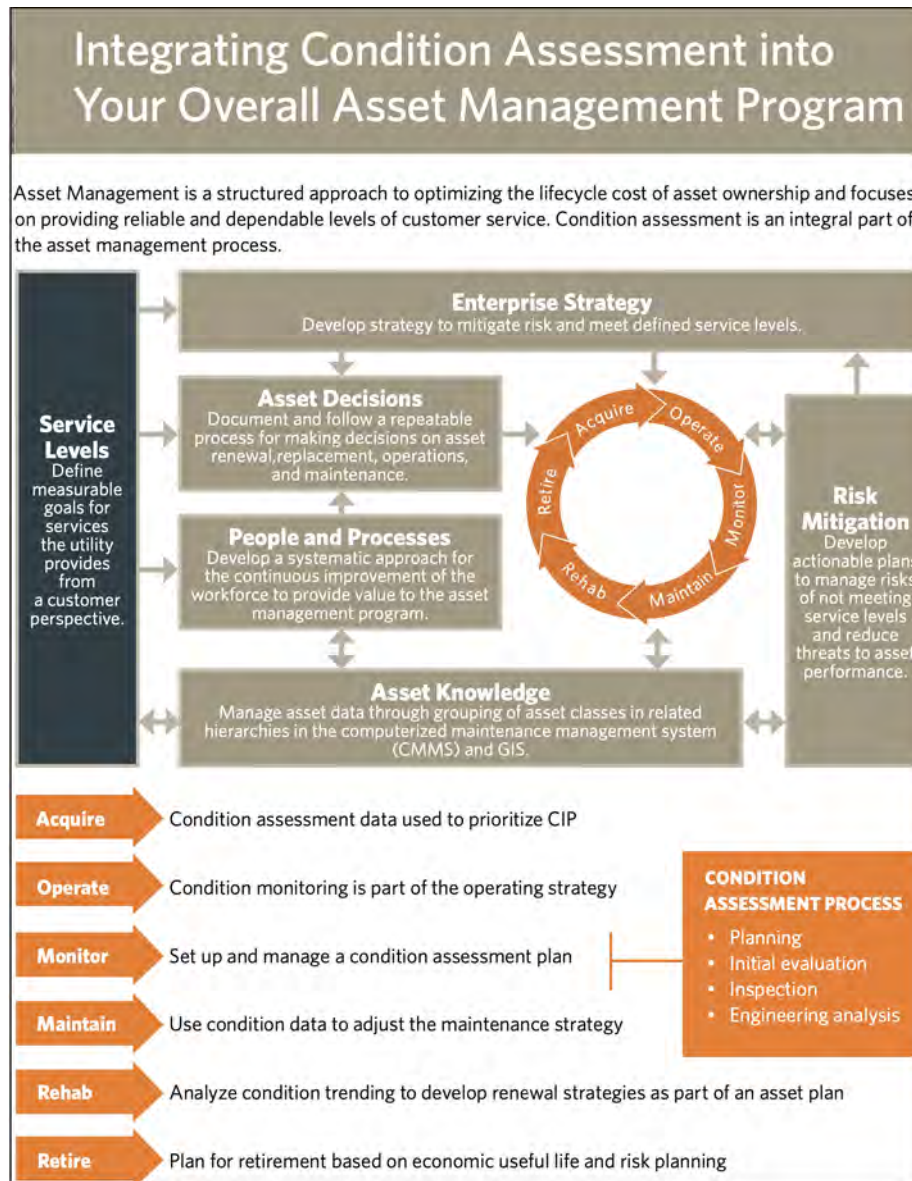 Integrating Condition Assessment into
Your Overall Asset Management Program
Asset Management is a structured approach to optimizing the lifecycle cost of asset ownership and focuses
on providing reliable and dependable levels of customer service. Condition assessment is an integral part of
the asset management process.
Enterprise Strategy
Develop strategy to mitigate risk and meet defined service levels.
Service
Levels
Define
measurable
goals for
services
the utility
provides
from
a customer
perspective.
Asset Decisions
Document and follow a repeatable
process for making decisions on asset
renewal,replacement, operations,
and maintenance.
People and Processes
Develop a systematic approach for
the continuous improvement of the
workforce to provide value to the asset
management program.
Acquire
Operate
Monitor
Maintain
Rehab
Retire
Risk
Mitigation
Develop
actionable plans
to manage risks
of not meeting
service levels
and reduce
threats to asset
performance.
Asset Knowledge
Manage asset data through grouping of asset classes in related
hierarchies in the computerized maintenance management system
(CMMS) and GIS.
Acquire Condition assessment data used to prioritize CIP
Operate Condition monitoring is part of the operating strategy
Monitor Set up and manage a condition assessment plan
Maintain Use condition data to adjust the maintenance strategy
Rehab Analyze condition trending to develop renewal strategies as part of an asset plan
Retire Plan for retirement based on economic useful life and risk planning
CONDITION
ASSESSMENT PROCESS
• Planning
• Initial evaluation
• Inspection
• Engineering analysis